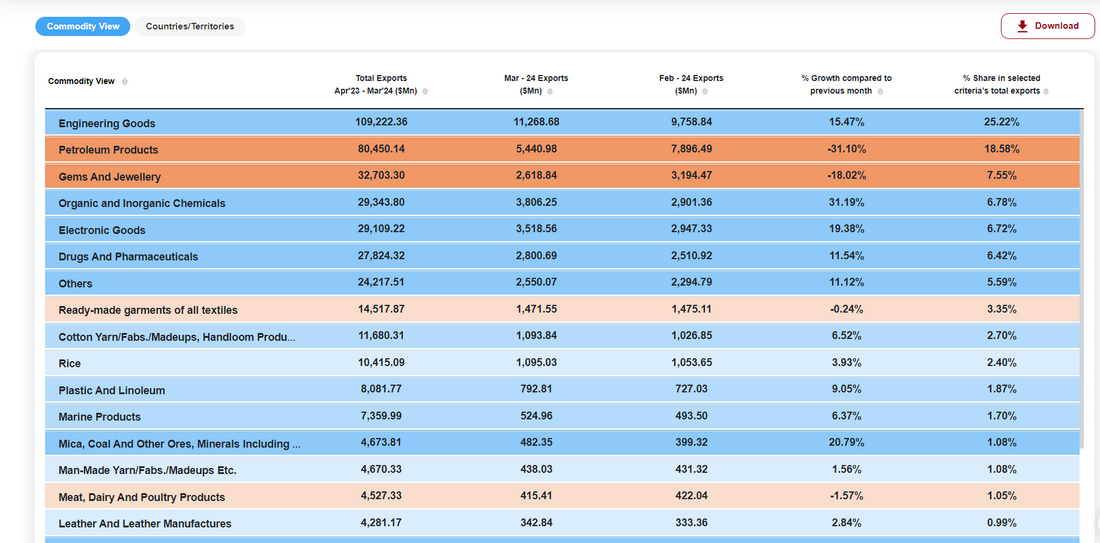 Commodity View Countries/Territories Download
Commodity View Total Exports Mar - 24 Exports Feb - 24 Exports % Growth compared to % Share in selected
Apr'23 - Mar'24 ($Mn) ($Mn) ($Mn) previous month criteria's total exports
Engineering Goods 109,222.36 11,268.68 9,758.84 15.47% 25.22%
Petroleum Products 80,450.14 5,440.98 7,896.49 -31.10% 18.58%
Gems And Jewellery 32,703.30 2,618.84 3,194.47 -18.02% 7.55%
Organic and Inorganic Chemicals 29,343.80 3,806.25 2,901.36 31.19% 6.78%
Electronic Goods 29,109.22 3,518.56 2,947.33 19.38% 6.72%
Drugs And Pharmaceuticals 27,824.32 2,800.69 2,510.92 11.54% 6.42%
Others 24,217.51 2,550.07 2,294.79 11.12% 5.59%
Ready-made garments of all textiles 14,517.87 1,471.55 1,475.11 -0.24% 3.35%
Cotton Yarn/Fabs./Madeups, Handloom Produ... 11,680.31 1,093.84 1,026.85 6.52% 2.70%
Rice 10,415.09 1,095.03 1,053.65 3.93% 2.40%
Plastic And Linoleum 8,081.77 792.81 727.03 9.05% 1.87%
Marine Products 7,359.99 524.96 493.50 6.37% 1.70%
Mica, Coal And Other Ores, Minerals Including ... 4,673.81 482.35 399.32 20.79% 1.08%
Man-Made Yarn/Fabs./Madeups Etc. 4,670.33 438.03 431.32 1.56% 1.08%
Meat, Dairy And Poultry Products 4,527.33 415.41 422.04 -1.57% 1.05%
Leather And Leather Manufactures 4,281.17 342.84 333.36 2.84% 0.99%